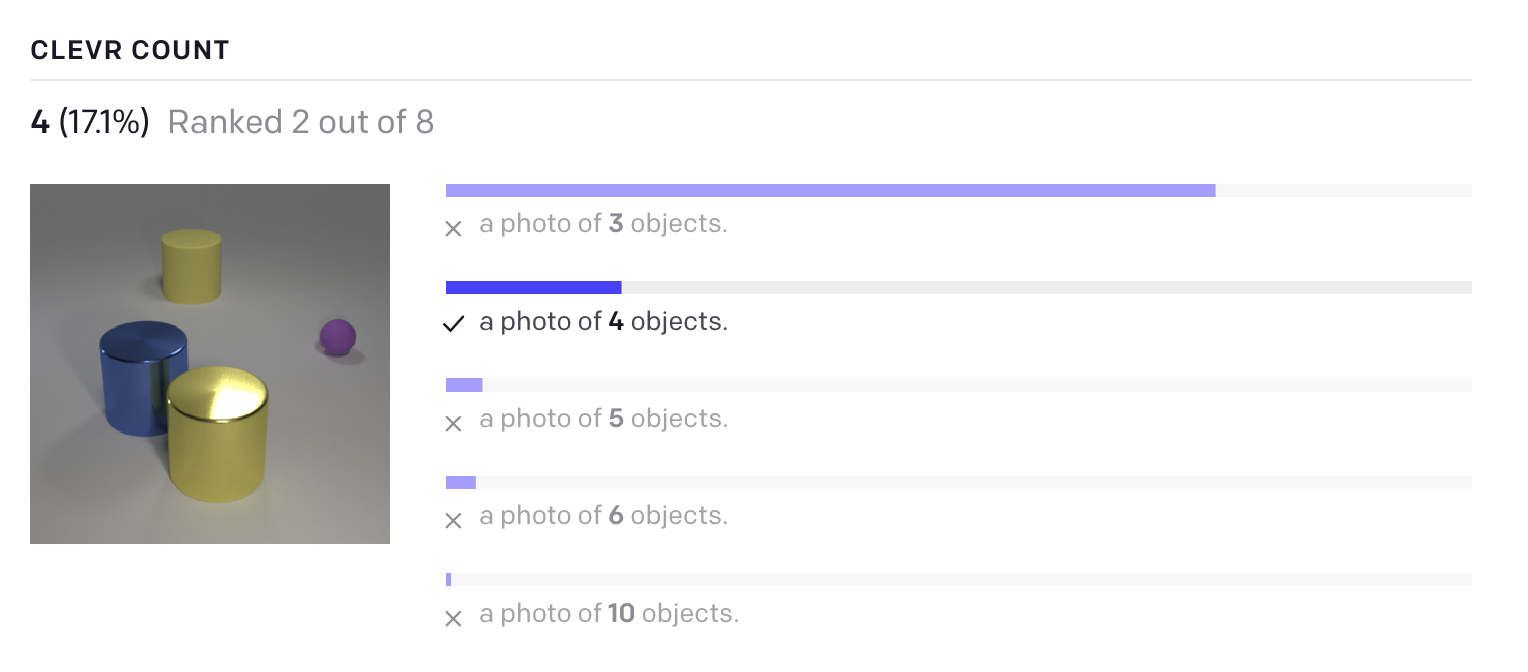 CLEVR COUNT
4 (17.1%) Ranked 2 out of 8
a photo of 3 objects.
a photo of 4 objects.
a photo of 5 objects.
a photo of 6 objects.
a photo of 10 objects.